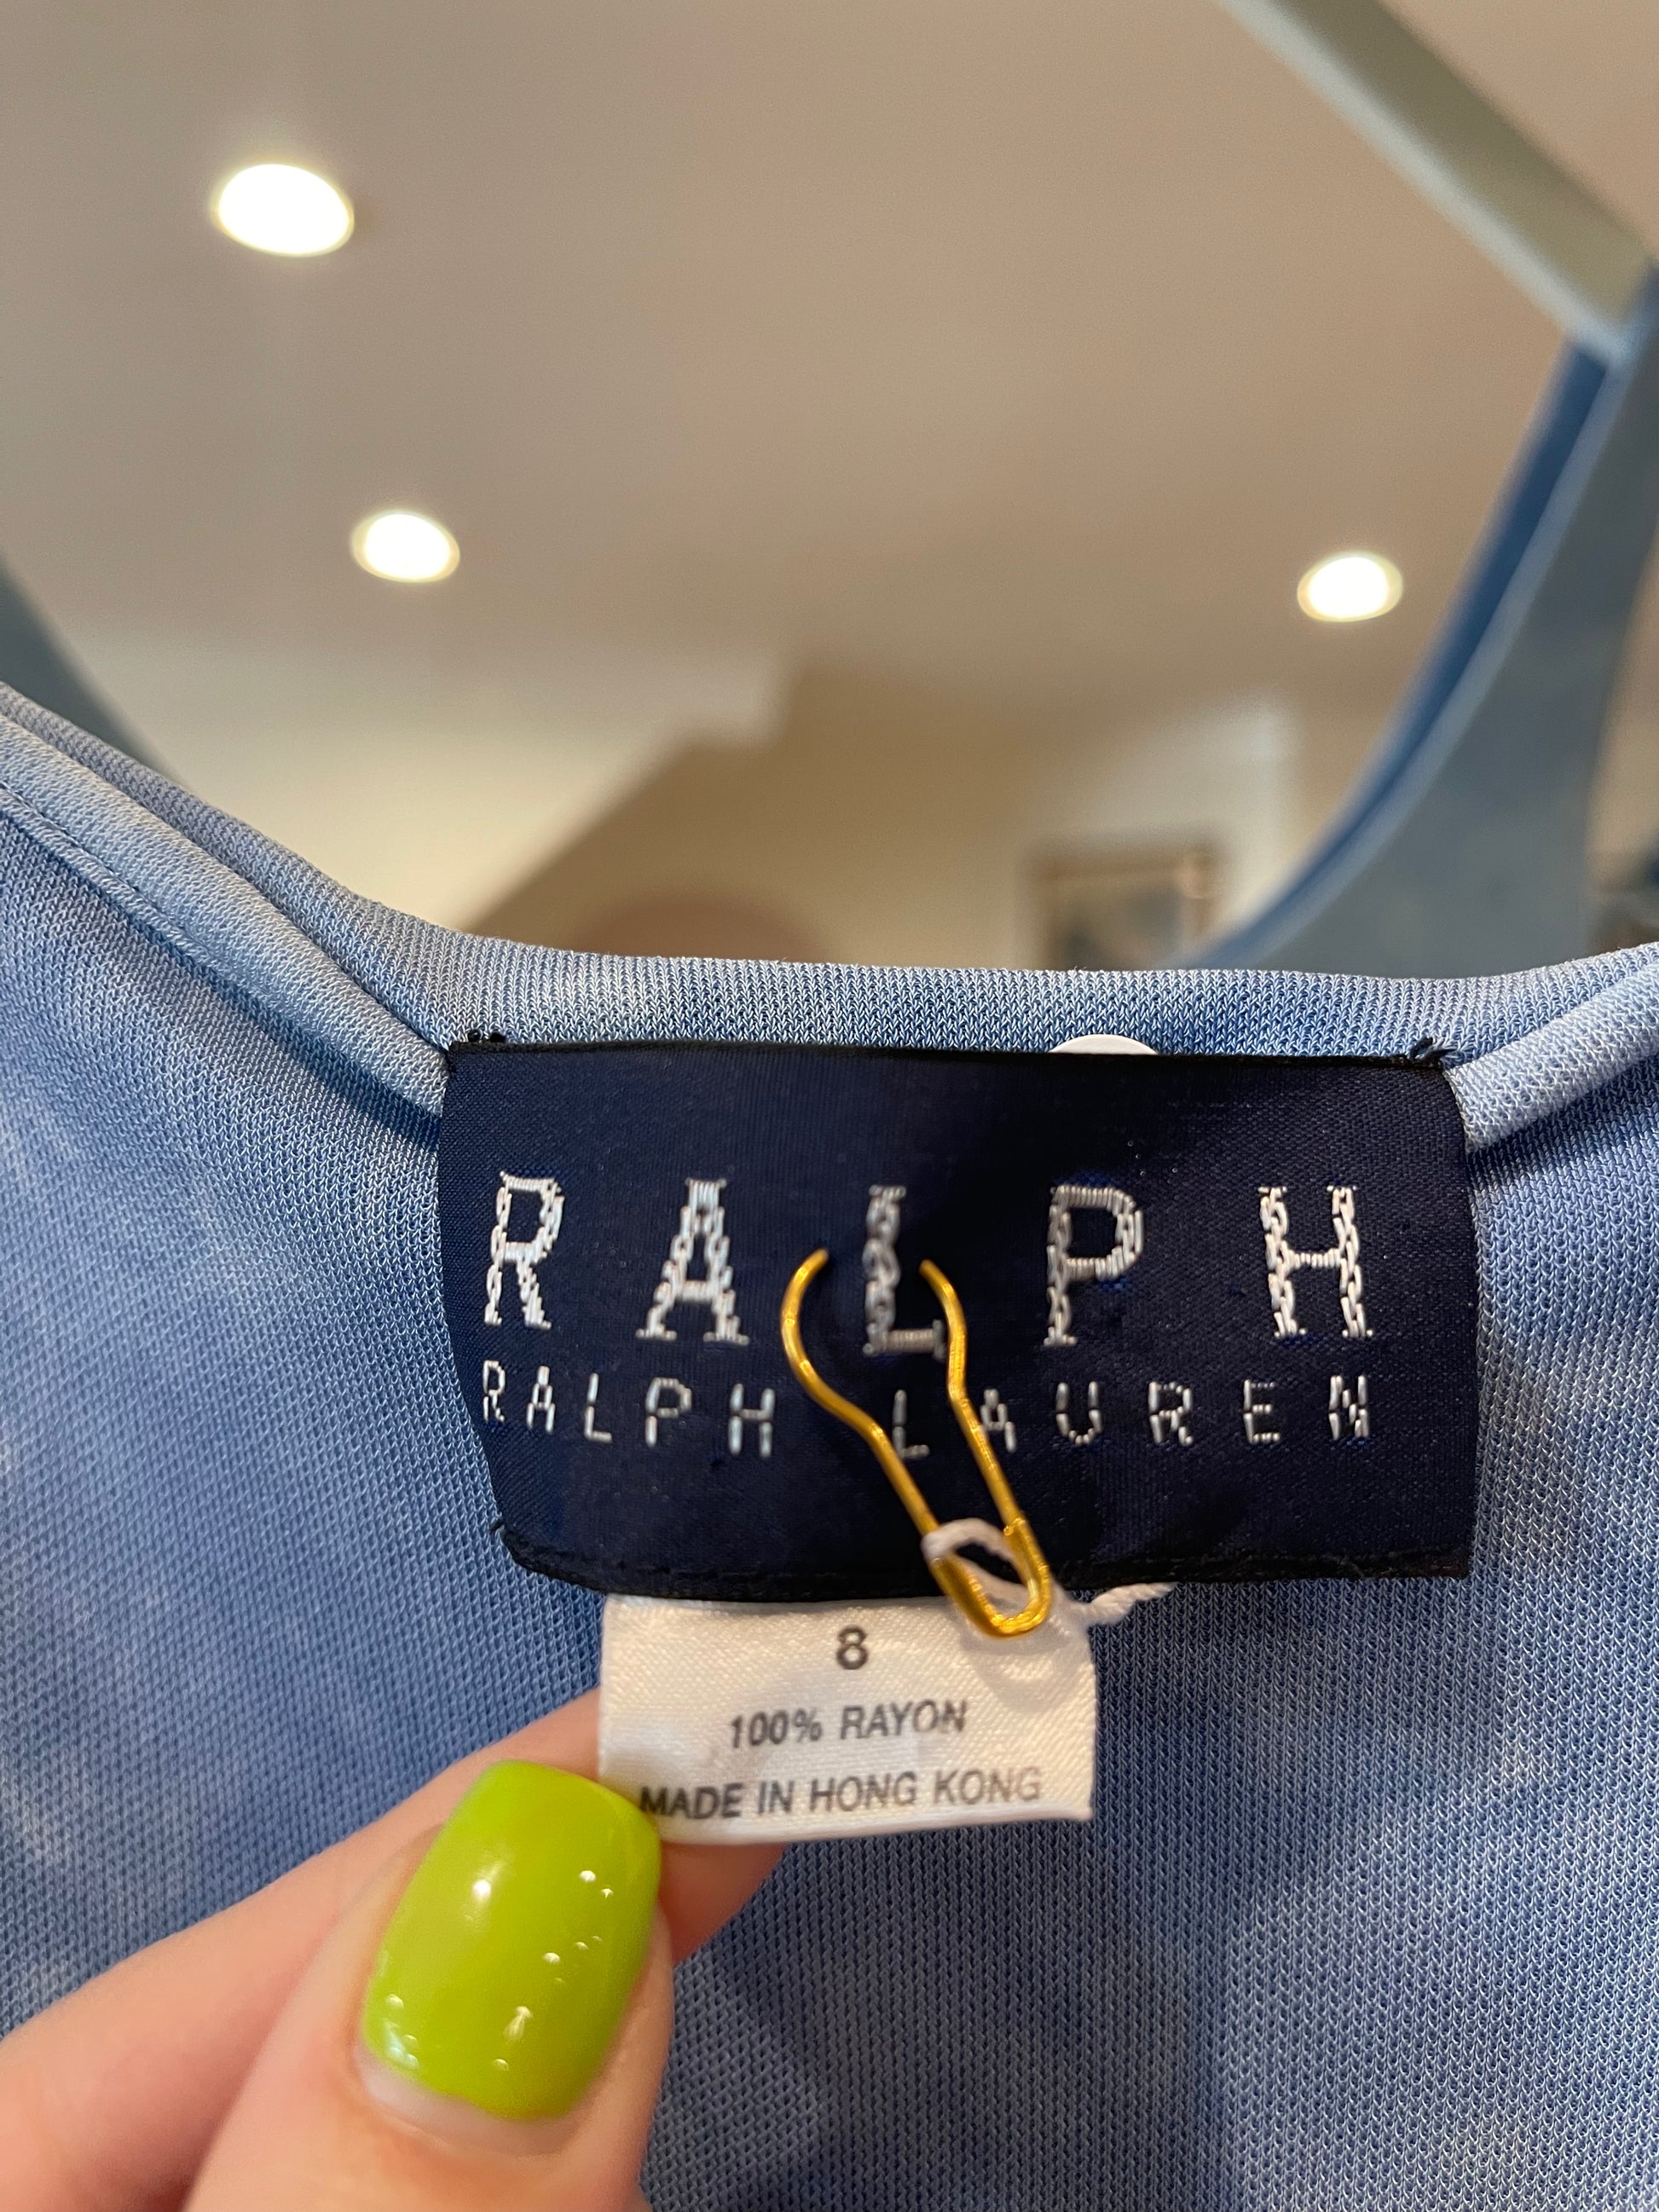 RALPH
RALPH LAUREN
8
100% RAYON
MADE IN HONG KONG